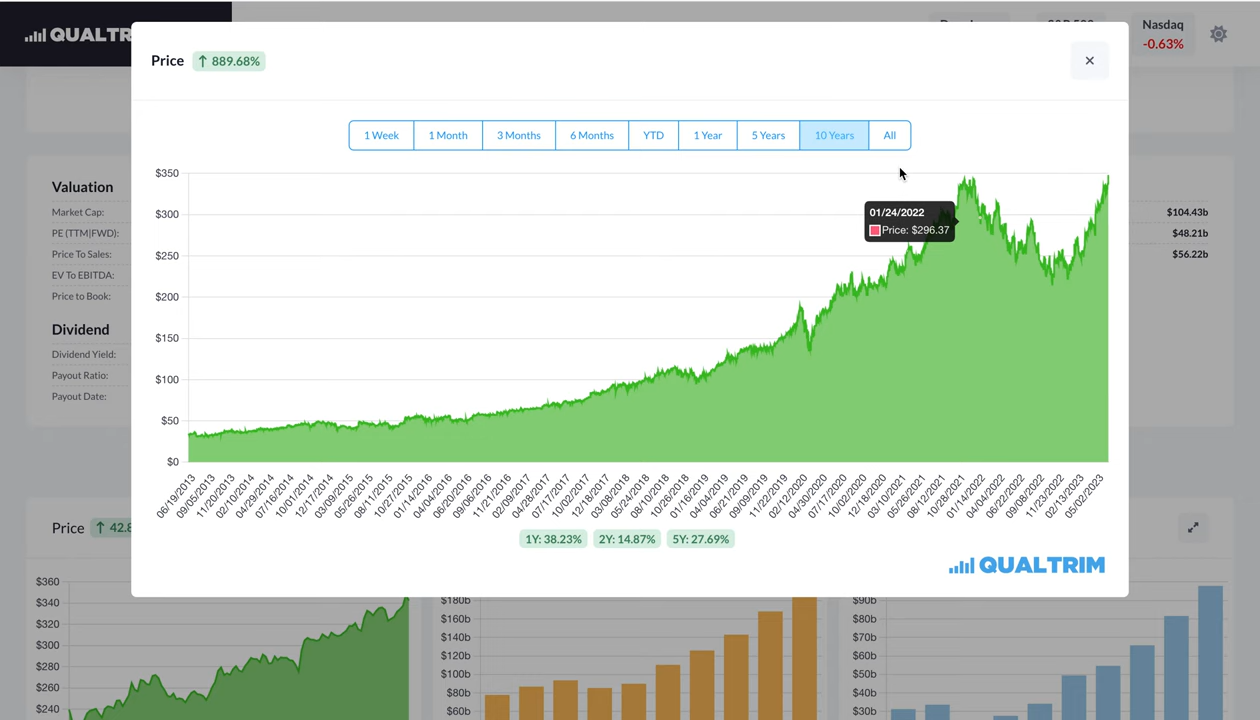 QUALTR
Nasdaq
-0.63%
Price ↑ 889.68%
×
1 Week 1 Month 3 Months 6 Months YTD 1 Year 5 Years 10 Years All
$350
$300
$250
$200
$150
$100
$50
$0
01/24/2022
Price: $296.37
06/19/2013 09/05/2013 11/20/2013 02/10/2014 04/29/2014 07/16/2014 10/01/2014 12/17/2014 03/09/2015 05/26/2015 08/11/2015 10/27/2015 01/14/2016 04/04/2016 06/20/2016 09/06/2016 11/21/2016 02/09/2017 04/28/2017 07/17/2017 10/02/2017 12/19/2017 03/09/2018 05/24/2018 08/10/2018 10/26/2018 01/16/2019 04/04/2019 06/21/2019 09/09/2019 11/22/2019 02/12/2020 04/30/2020 07/17/2020 10/02/2020 12/18/2020 03/10/2021 05/26/2021 08/12/2021 10/28/2021 01/14/2022 04/04/2022 06/22/2022 09/08/2022 11/23/2022 02/13/2023 05/02/2023
1Y: 38.23% 2Y: 14.87% 5Y: 27.69%
QUALTRIM
Valuation
Market Cap:
PE (TTM|FWD):
Price To Sales:
EV To EBITDA:
Price to Book:
Dividend
Dividend Yield:
Payout Ratio:
Payout Date:
$104.43b
$48.21b
$56.22b
Price ↑ 42.8
$360
$340
$320
$300
$280
$260
$240
$180b
$160b
$140b
$120b
$100b
$80b
$60b
$90b
$80b
$70b
$60b
$50b
$40b
$30b